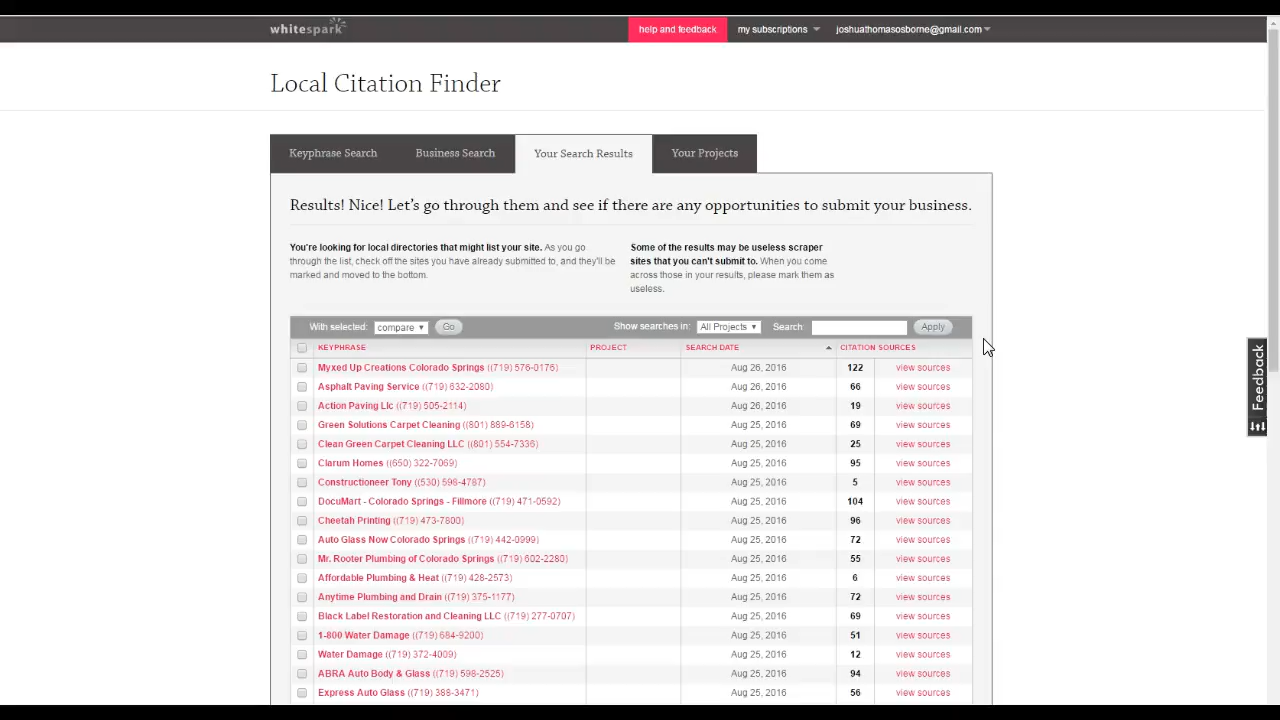 whitespark
help and feedback
my subscriptions
joshuathomasosborne@gmail.com
Local Citation Finder
Keyphrase Search
Business Search
Your Search Results
Your Projects
Results! Nice! Let's go through them and see if there are any opportunities to submit your business.
You're looking for local directories that might list your site. As you go
through the list, check off the sites you have already submitted to, and they'll be
marked and moved to the bottom.
Some of the results may be useless scraper
sites that you can't submit to. When you come
across those in your results, please mark them as
useless.
With selected: compare Go
Show searches in: All Projects Search: Apply
KEYPHRASE PROJECT SEARCH DATE CITATION SOURCES
Myxed Up Creations Colorado Springs ((719) 576-0176) Aug 26, 2016 122 view sources
Asphalt Paving Service ((719) 632-2080) Aug 26, 2016 66 view sources
Action Paving Llc ((719) 505-2114) Aug 26, 2016 19 view sources
Green Solutions Carpet Cleaning ((801) 889-6158) Aug 25, 2016 69 view sources
Clean Green Carpet Cleaning LLC ((801) 554-7336) Aug 25, 2016 25 view sources
Clarum Homes ((650) 322-7069) Aug 25, 2016 95 view sources
Constructioneer Tony ((530) 598-4787) Aug 25, 2016 5 view sources
DocuMart - Colorado Springs - Fillmore ((719) 471-0592) Aug 25, 2016 104 view sources
Cheetah Printing ((719) 473-7800) Aug 25, 2016 96 view sources
Auto Glass Now Colorado Springs ((719) 442-0999) Aug 25, 2016 72 view sources
Mr. Rooter Plumbing of Colorado Springs ((719) 602-2280) Aug 25, 2016 55 view sources
Affordable Plumbing & Heat ((719) 428-2573) Aug 25, 2016 6 view sources
Anytime Plumbing and Drain ((719) 375-1177) Aug 25, 2016 72 view sources
Black Label Restoration and Cleaning LLC ((719) 277-0707) Aug 25, 2016 69 view sources
1-800 Water Damage ((719) 684-9200) Aug 25, 2016 51 view sources
Water Damage ((719) 372-4009) Aug 25, 2016 12 view sources
ABRA Auto Body & Glass ((719) 598-2525) Aug 25, 2016 94 view sources
Express Auto Glass ((719) 388-3471) Aug 25, 2016 56 view sources
Feedback